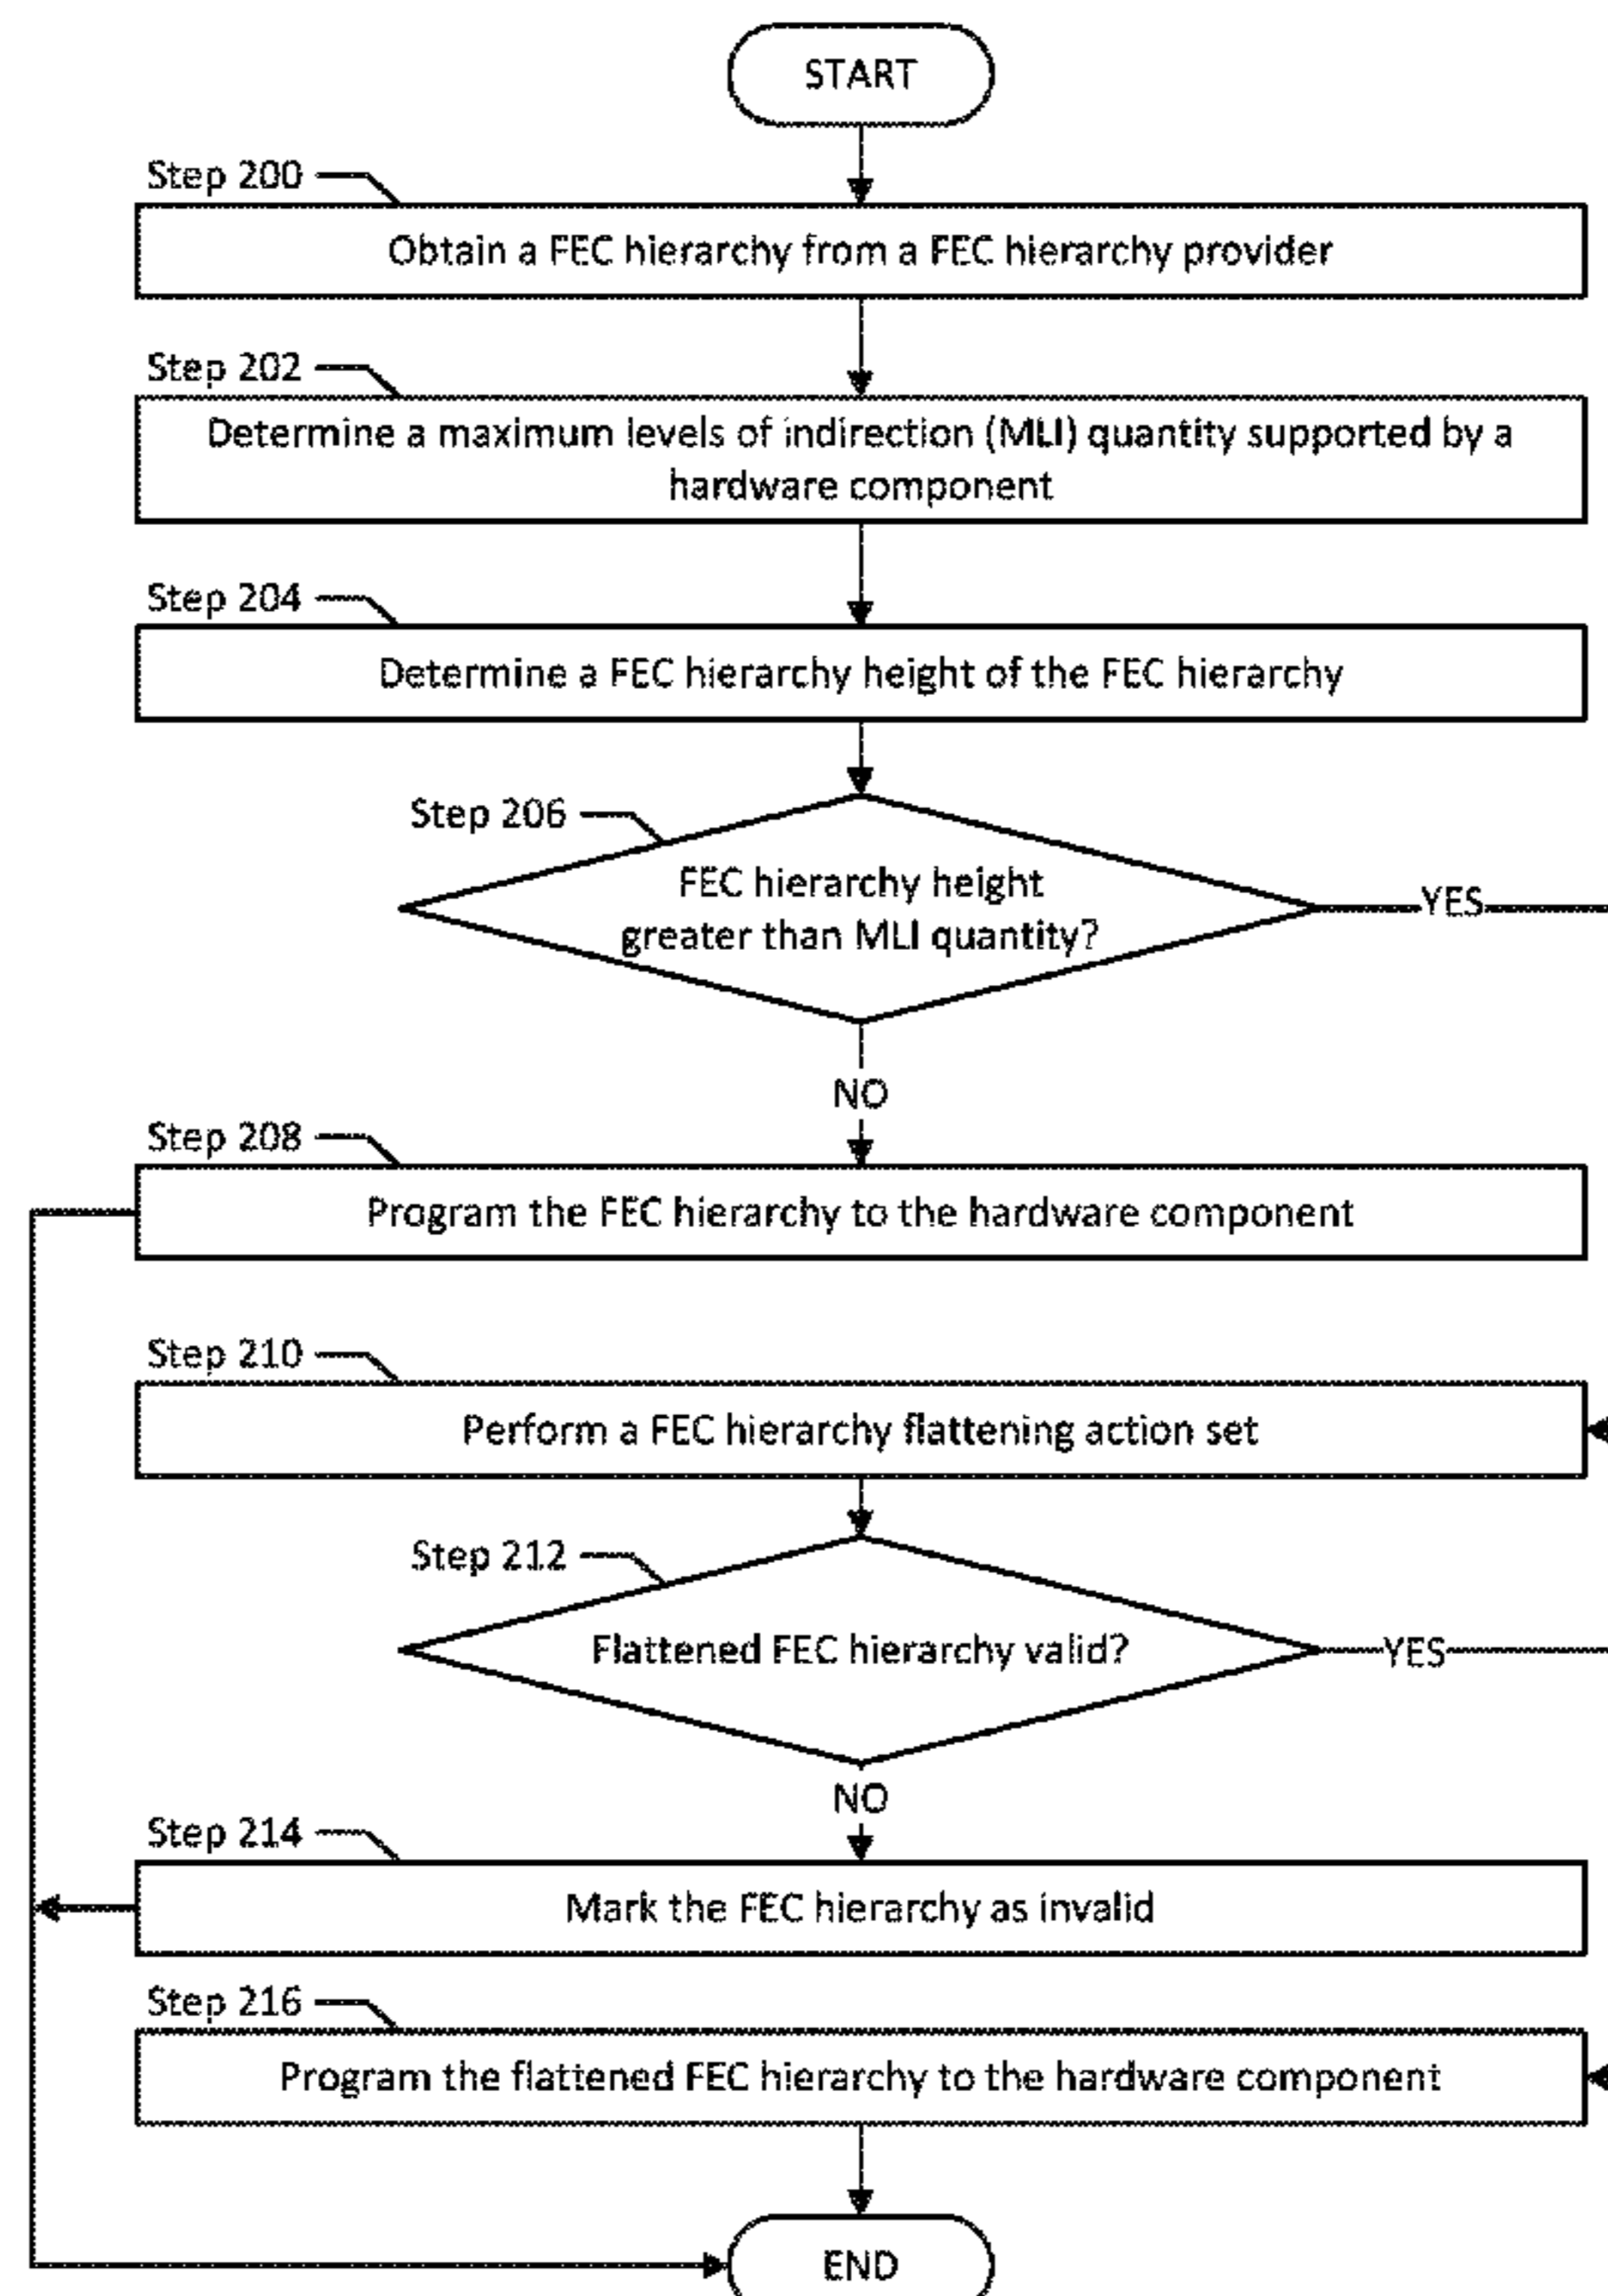 START
Step 200
Obtain a FEC hierarchy from a FEC hierarchy provider
Step 202
Determine a maximum levels of indirection (MLI) quantity supported by a
hardware component
Step 204
Determine a FEC hierarchy height of the FEC hierarchy
Step 206
FEC hierarchy height
greater than MLI quantity?
YES
NO
Step 208
Program the FEC hierarchy to the hardware component
Step 210
Perform a FEC hierarchy flattening action set
Step 212
Flattened FEC hierarchy valid?
YES
NO
Step 214
Mark the FEC hierarchy as invalid
Step 216
Program the flattened FEC hierarchy to the hardware component
END